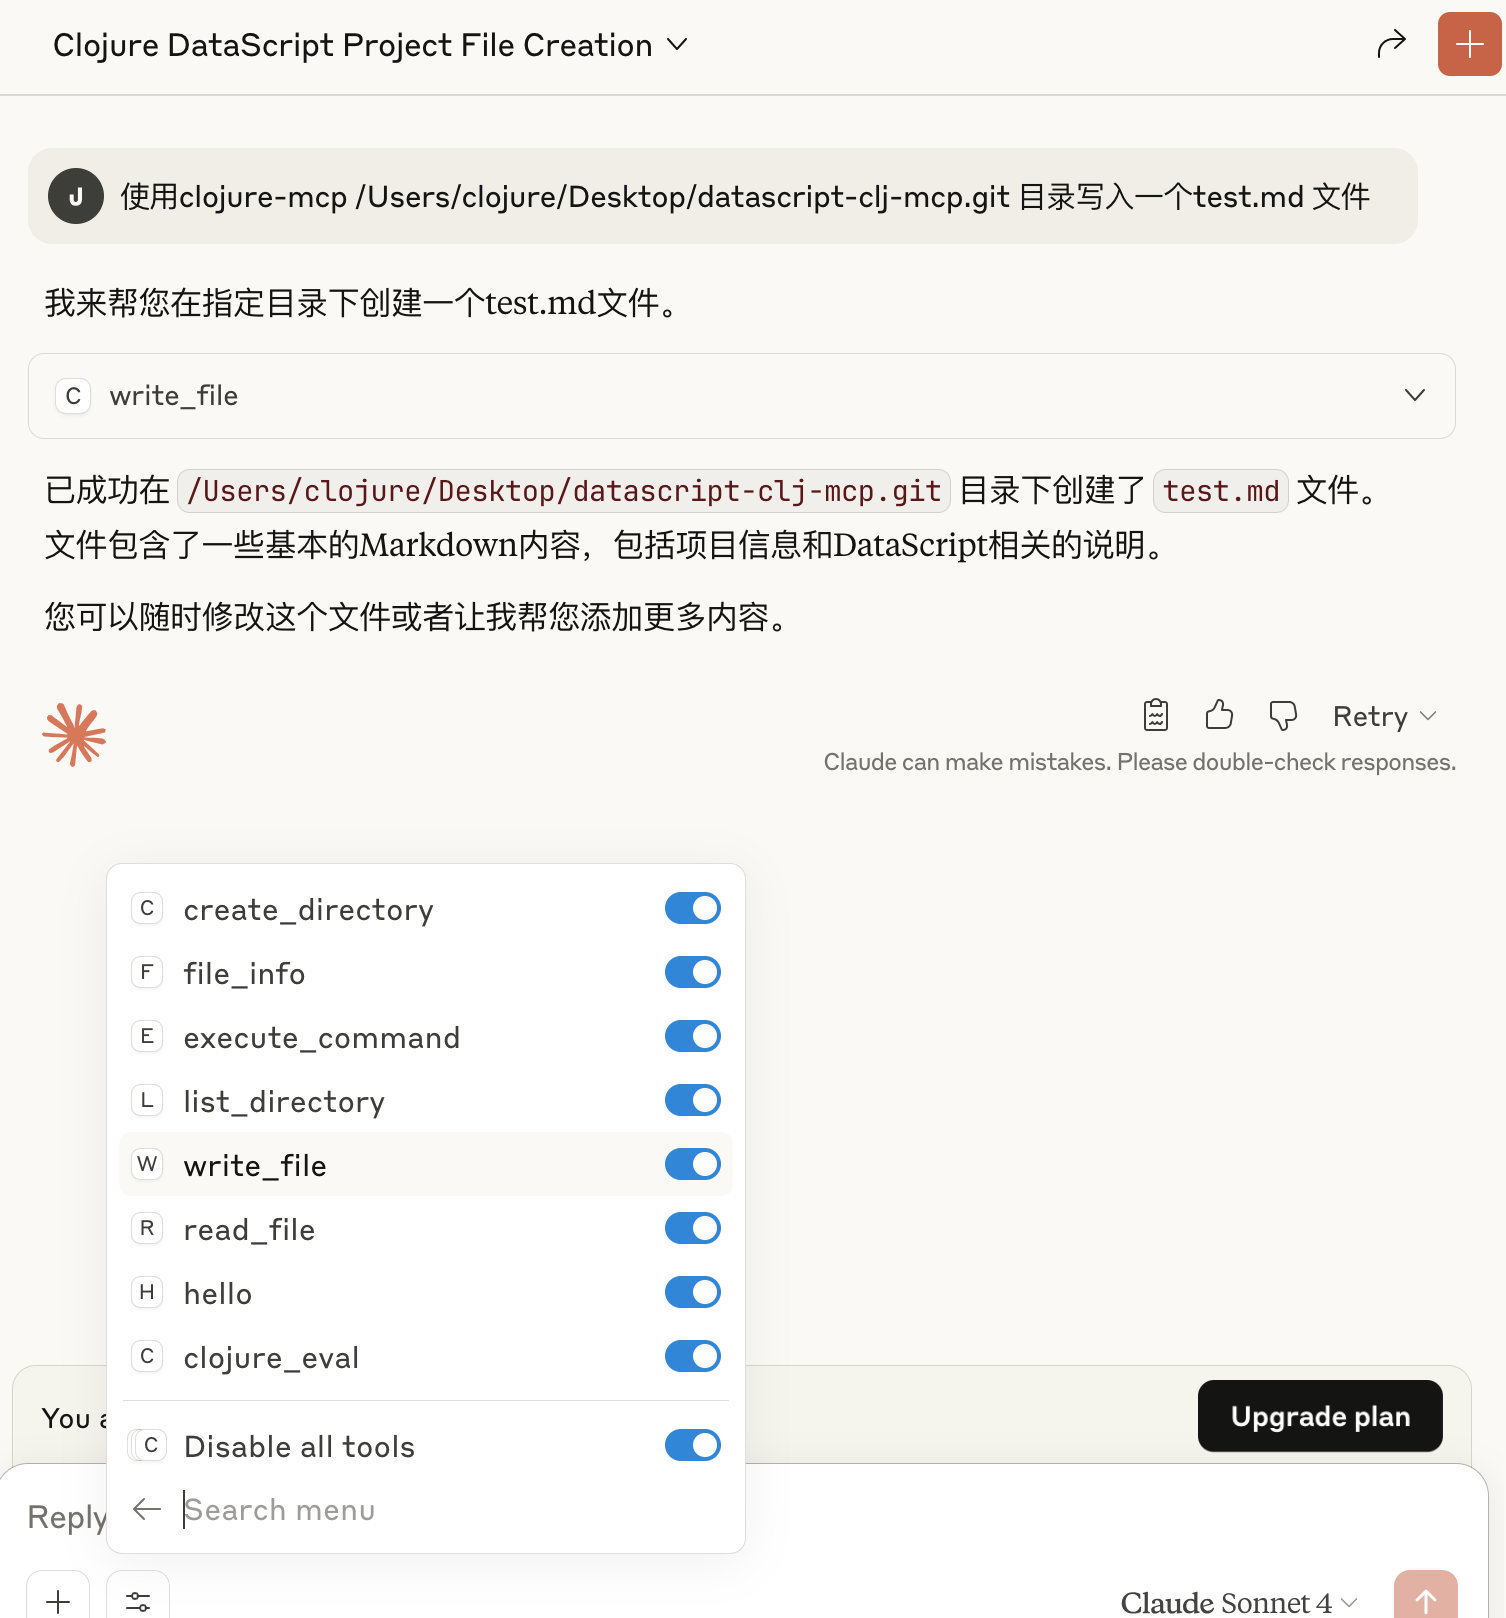 Clojure DataScript Project File Creation
J
使用clojure-mcp /Users/clojure/Desktop/datascript-clj-mcp.git 目录写入一个test.md 文件
我来帮您在指定目录下创建一个test.md文件。
C write_file
已成功在 /Users/clojure/Desktop/datascript-clj-mcp.git 目录下创建了 test.md 文件。
文件包含了一些基本的Markdown内容，包括项目信息和DataScript相关的说明。
您可以随时修改这个文件或者让我帮您添加更多内容。
Retry
Claude can make mistakes. Please double-check responses.
C create_directory
F file_info
E execute_command
L list_directory
W write_file
R read_file
H hello
C clojure_eval
You
Upgrade plan
C Disable all tools
Search menu
Reply
Claude Sonnet 4